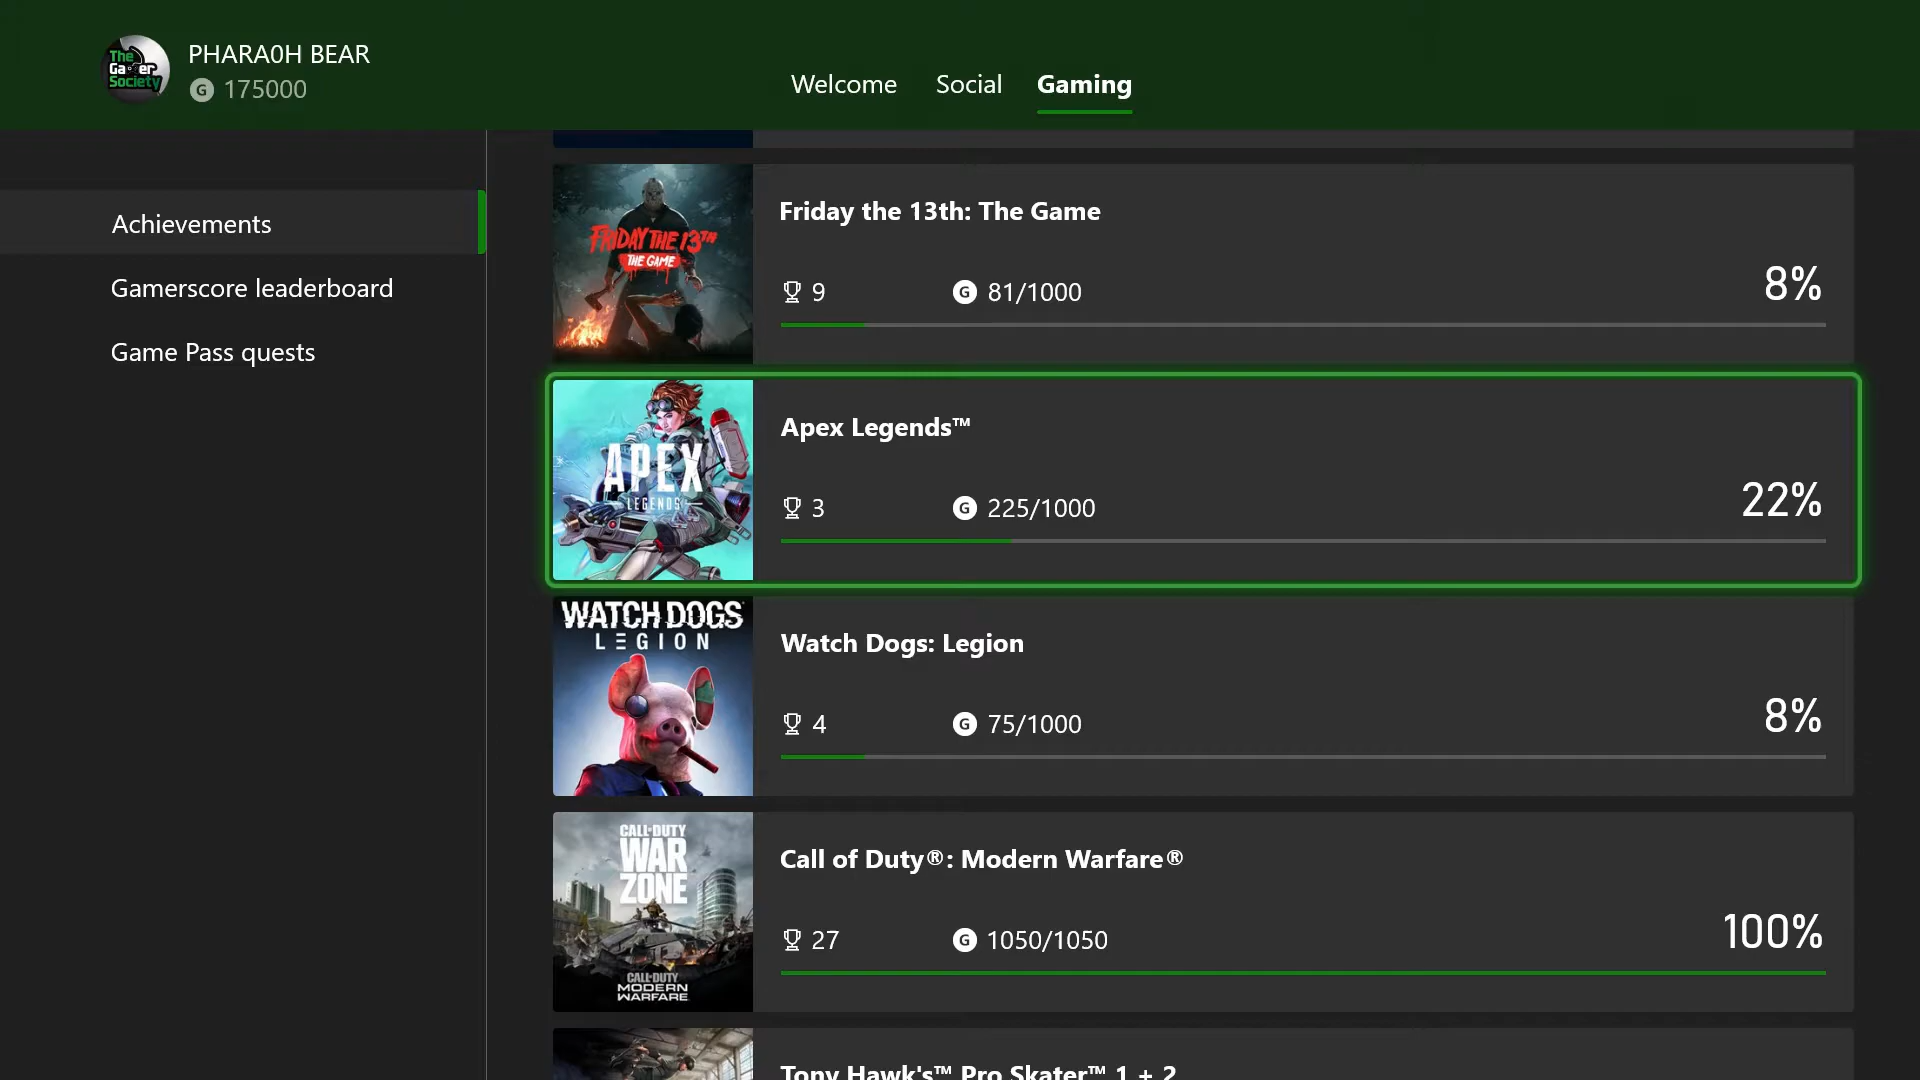 The
Gamer
Society
PHARA0H BEAR
G 175000
Welcome
Social
Gaming
Achievements
Gamerscore leaderboard
Game Pass quests
FRIDAY THE 13TH
THE GAME
Friday the 13th: The Game
9
G 81/1000
8%
APEX
LEGENDS
Apex Legends™
3
G 225/1000
22%
WATCH DOGS
LEGION
Watch Dogs: Legion
4
G 75/1000
8%
CALL OF DUTY
WAR
ZONE
CALL OF DUTY
MODERN
WARFARE
Call of Duty®: Modern Warfare®
27
G 1050/1050
100%
Tony Hawk's™ Pro Skater™ 1 + 2